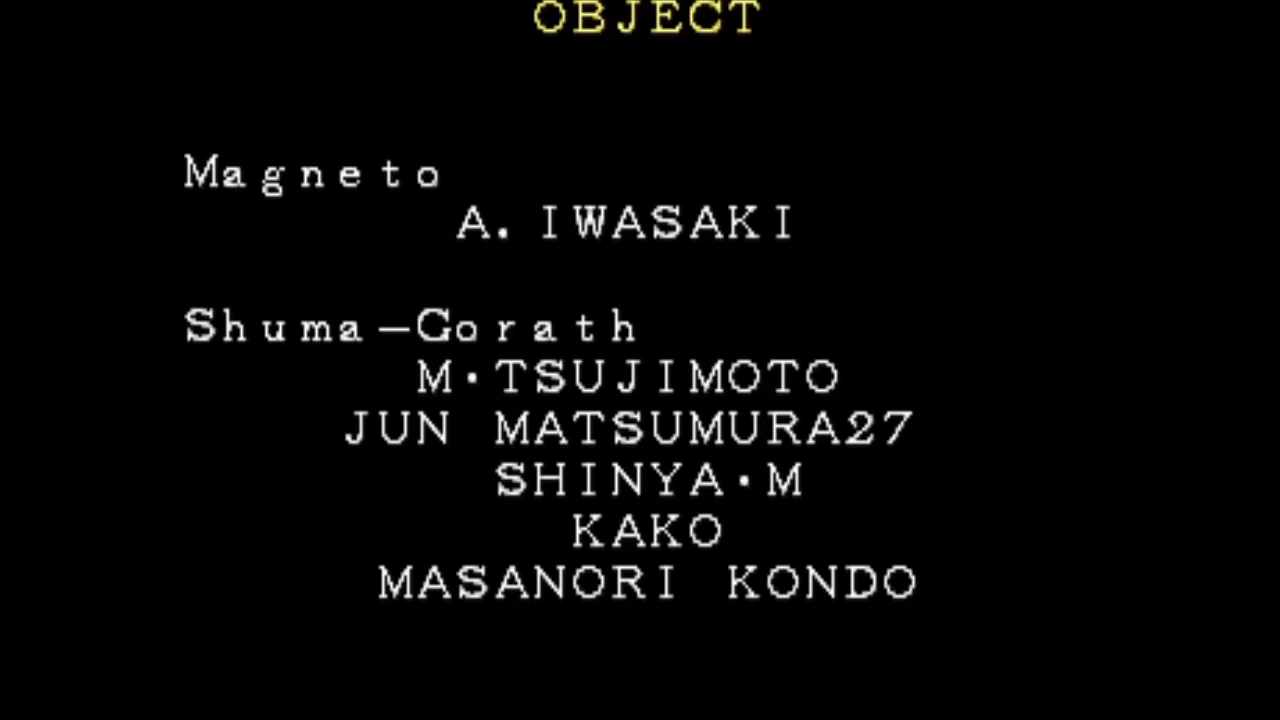 OBJECT
Magneto
A. IWASAKI
Shuma-Gorath
M·TSUJIMOTO
JUN MATSUMURA27
SHINYA·M
KAKO
MASANORI KONDO